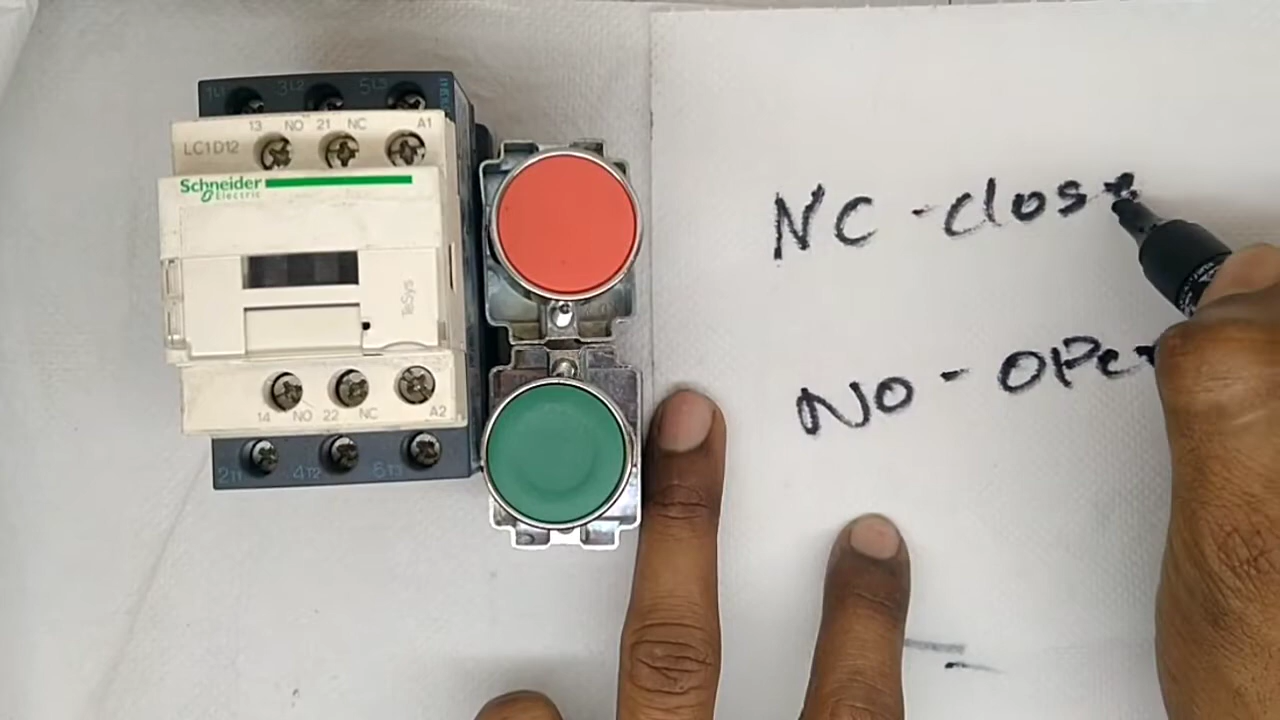 1L1 3L2 5L3
13 NO 21 NC A1
LC1D12
Schneider
Electric
TeSys
14 NO 22 NC A2
2T1 4T2 6T3
NC - close
NO - OPe